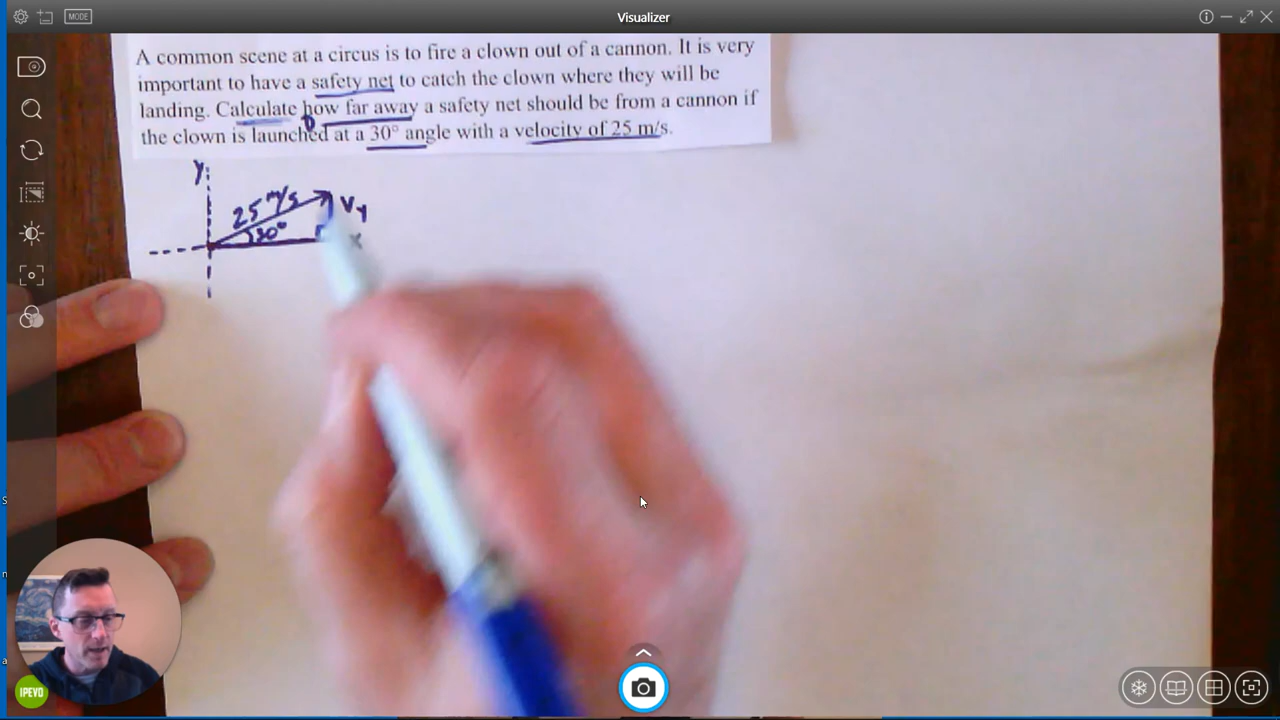 Visualizer
MODE
A common scene at a circus is to fire a clown out of a cannon. It is very
important to have a safety net to catch the clown where they will be
landing. Calculate how far away a safety net should be from a cannon if
the clown is launched at a 30° angle with a velocity of 25 m/s.
D
y
25 m/s
Vy
30°
x
IPEVO